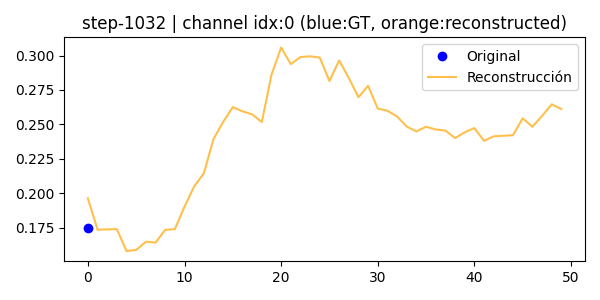 step-1032 | channel idx:0 (blue:GT, orange:reconstructed)
Original
Reconstrucción
0.300
0.275
0.250
0.225
0.200
0.175
0 10 20 30 40 50